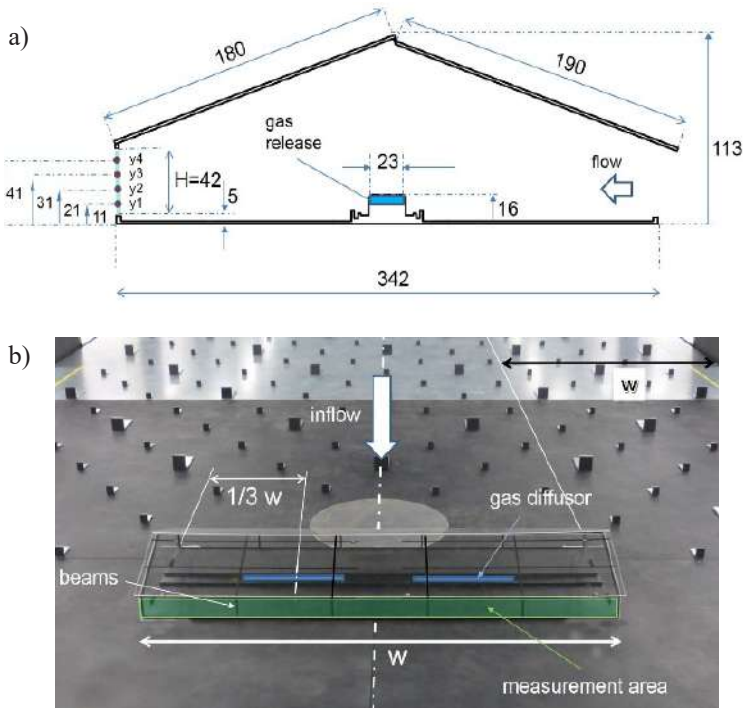 a)
180
190
gas
release
23
113
flow
y4
y3
y2
y1
H=42
5
41
31
21
11
16
342
b)
w
inflow
1/3 w
gas diffusor
beams
w
measurement area